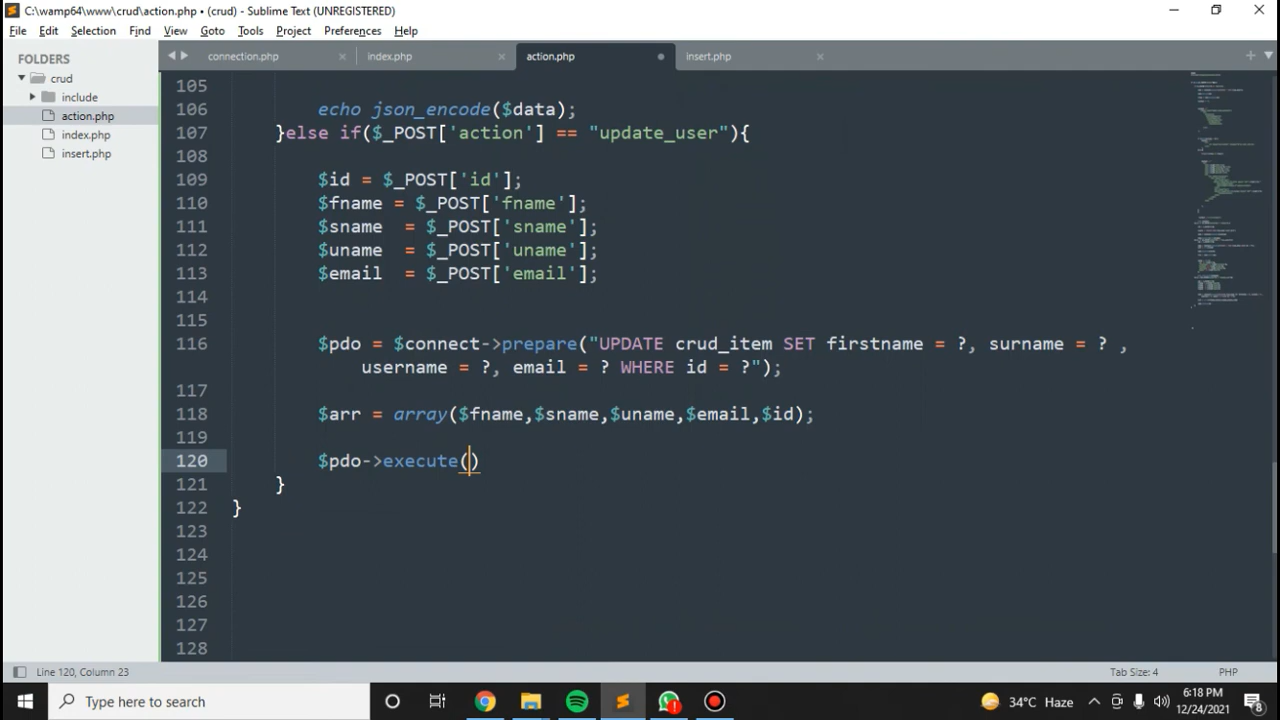 C:\wamp64\www\crud\action.php • (crud) - Sublime Text (UNREGISTERED)
File Edit Selection Find View Goto Tools Project Preferences Help
FOLDERS
crud
include
action.php
index.php
insert.php
connection.php index.php action.php insert.php
105
106 echo json_encode($data);
107 }else if($_POST['action'] == "update_user"){
108
109 $id = $_POST['id'];
110 $fname = $_POST['fname'];
111 $sname = $_POST['sname'];
112 $uname = $_POST['uname'];
113 $email = $_POST['email'];
114
115
116 $pdo = $connect->prepare("UPDATE crud_item SET firstname = ?, surname = ? ,
username = ?, email = ? WHERE id = ?");
117
118 $arr = array($fname,$sname,$uname,$email,$id);
119
120 $pdo->execute()
121 }
122 }
123
124
125
126
127
128
Line 120, Column 23 Tab Size: 4 PHP
Type here to search 34°C Haze 6:18 PM
12/24/2021 8